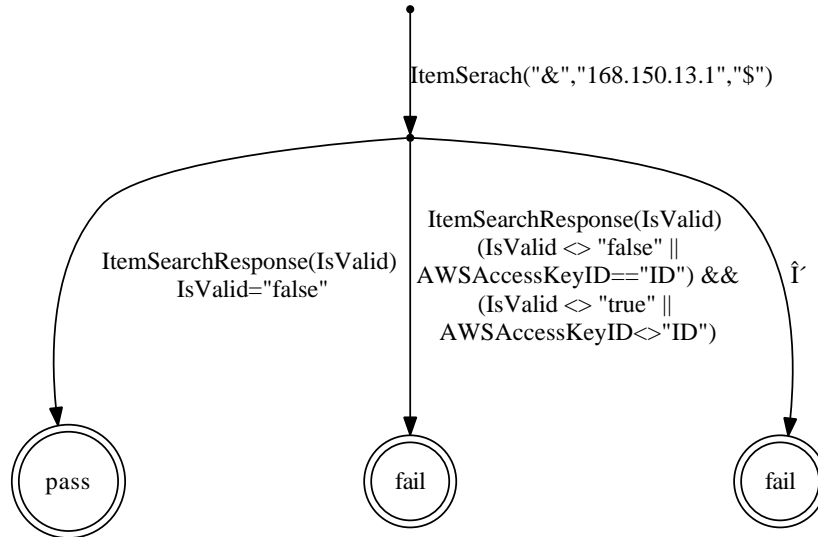 ItemSerach("&","168.150.13.1","$")
ItemSearchResponse(IsValid)
IsValid="false"
ItemSearchResponse(IsValid)
(IsValid <> "false" ||
AWSAccessKeyID=="ID") &&
(IsValid <> "true" ||
AWSAccessKeyID<>"ID")
Î´
pass
fail
fail